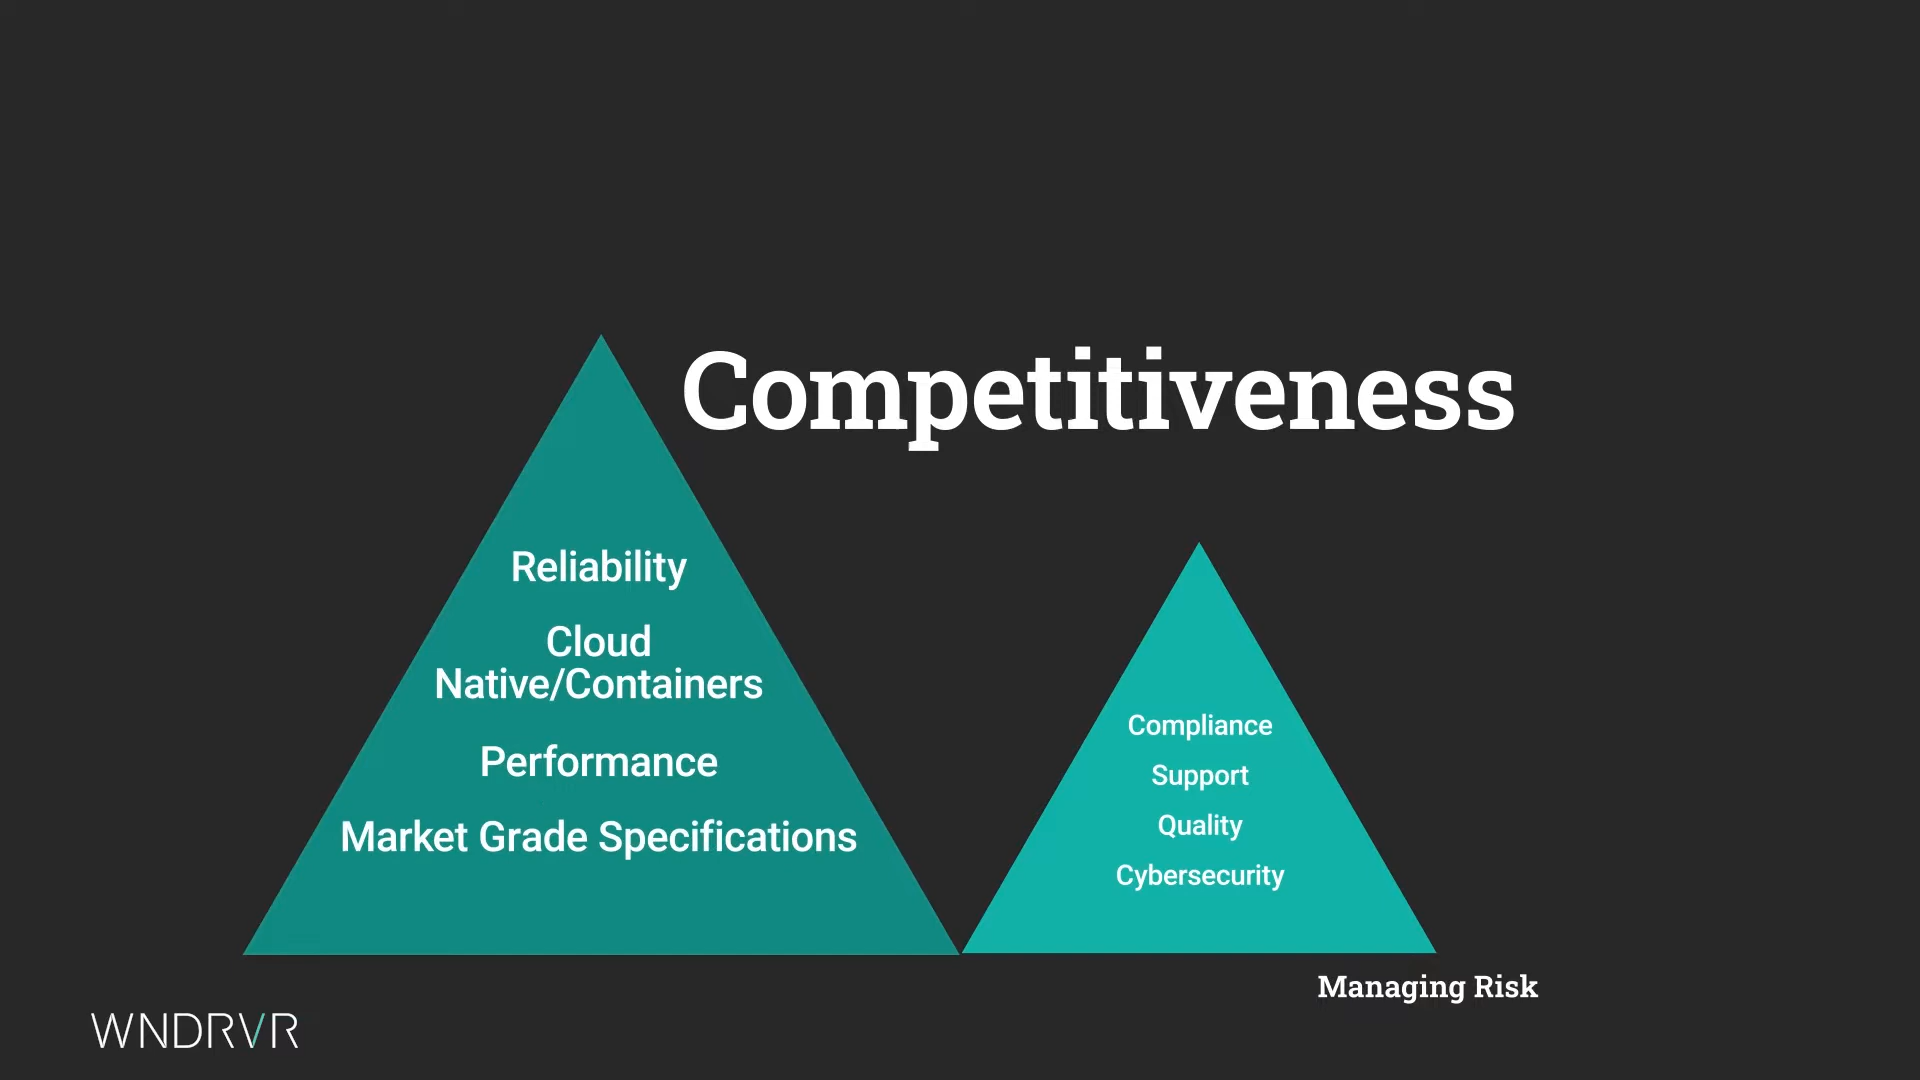 Competitiveness
Reliability
Cloud
Native/Containers
Performance
Market Grade Specifications
Compliance
Support
Quality
Cybersecurity
Managing Risk
WNDRVR